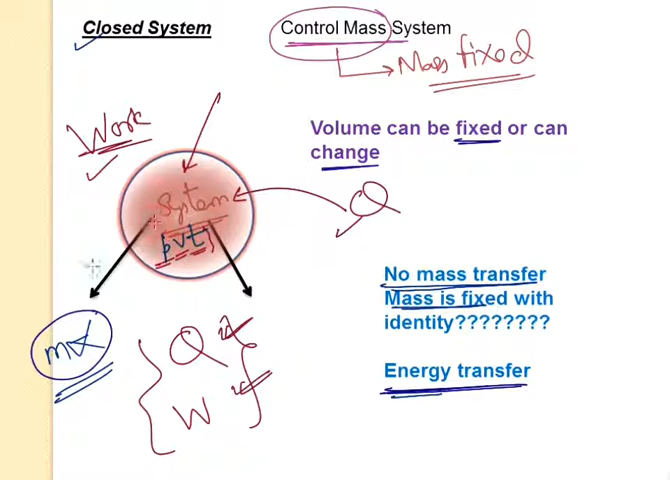 Closed System
Control Mass System
Mass fixed
Work
Volume can be fixed or can
change
System
pvt
Q
No mass transfer
Mass is fixed with
identity????????
Energy transfer
m
Q
W